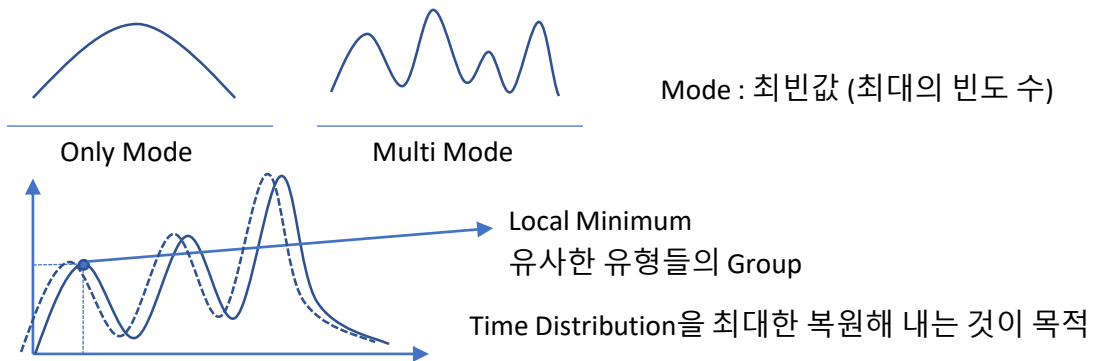 Mode : 최빈값 (최대의 빈도 수)
Only Mode
Multi Mode
Local Minimum
유사한 유형들의 Group
Time Distribution을 최대한 복원해 내는 것이 목적